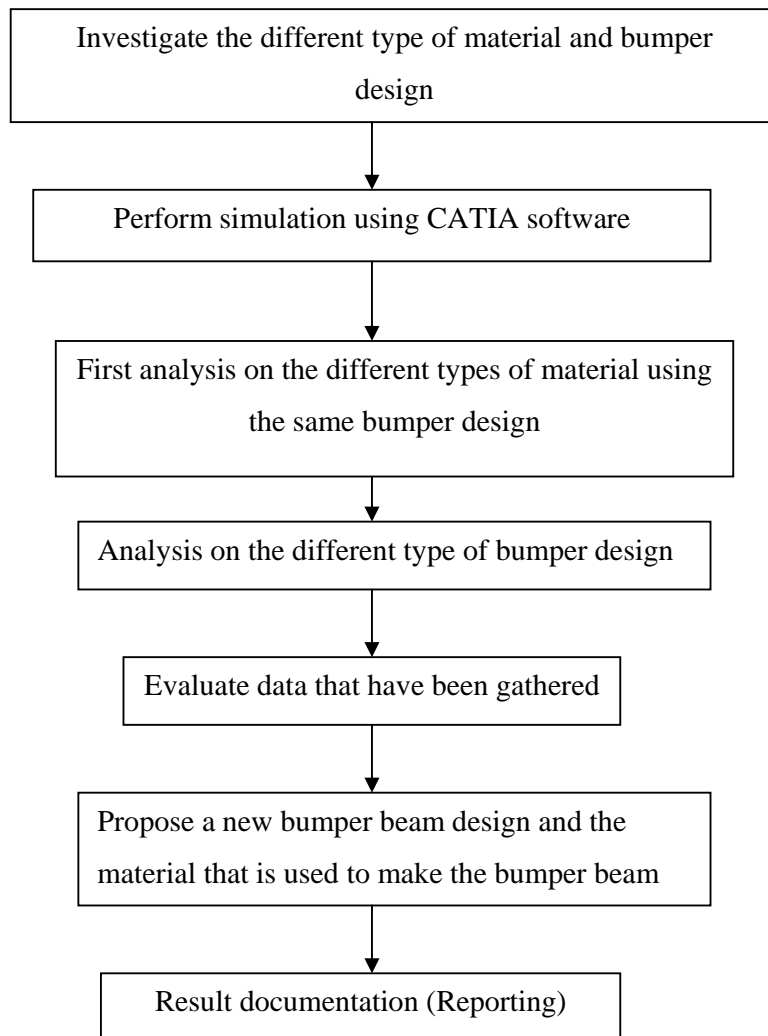 Investigate the different type of material and bumper
design
Perform simulation using CATIA software
First analysis on the different types of material using
the same bumper design
Analysis on the different type of bumper design
Evaluate data that have been gathered
Propose a new bumper beam design and the
material that is used to make the bumper beam
Result documentation (Reporting)